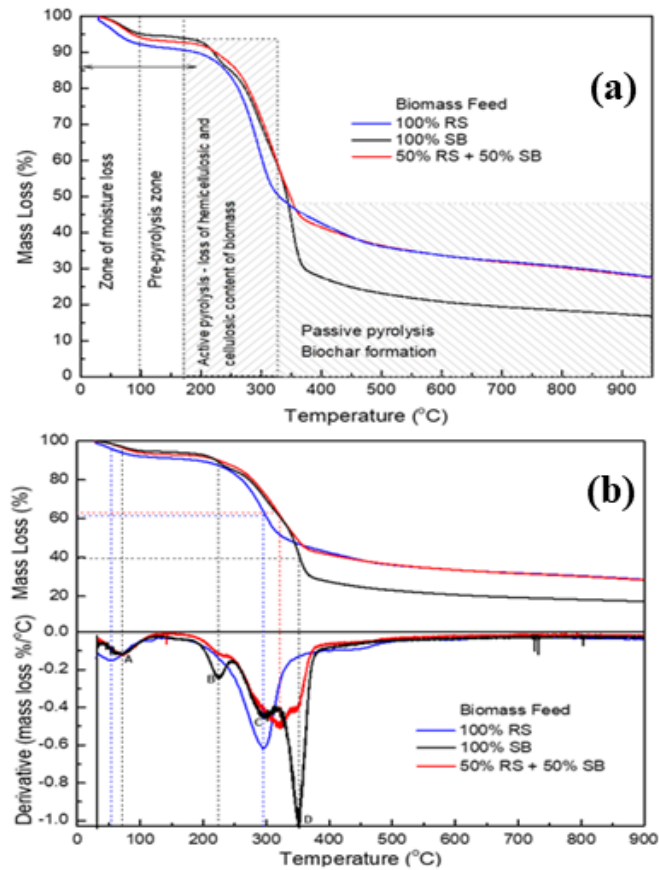 (a)
100
90
80
70
60
50
40
30
20
10
0
Mass Loss (%)
Zone of moisture loss
Pre-pyrolysis zone
Active pyrolysis - loss of hemicellulosic and
cellulosic content of biomass
Biomass Feed
100% RS
100% SB
50% RS + 50% SB
Passive pyrolysis
Biochar formation
0 100 200 300 400 500 600 700 800 900
Temperature (°C)
(b)
100
80
60
40
20
0.0
Mass Loss (%)
0.0
-0.2
-0.4
-0.6
-0.8
-1.0
Derivative (mass loss %/°C)
A
B
C
D
Biomass Feed
100% RS
100% SB
50% RS + 50% SB
0 100 200 300 400 500 600 700 800 900
Temperature (°C)